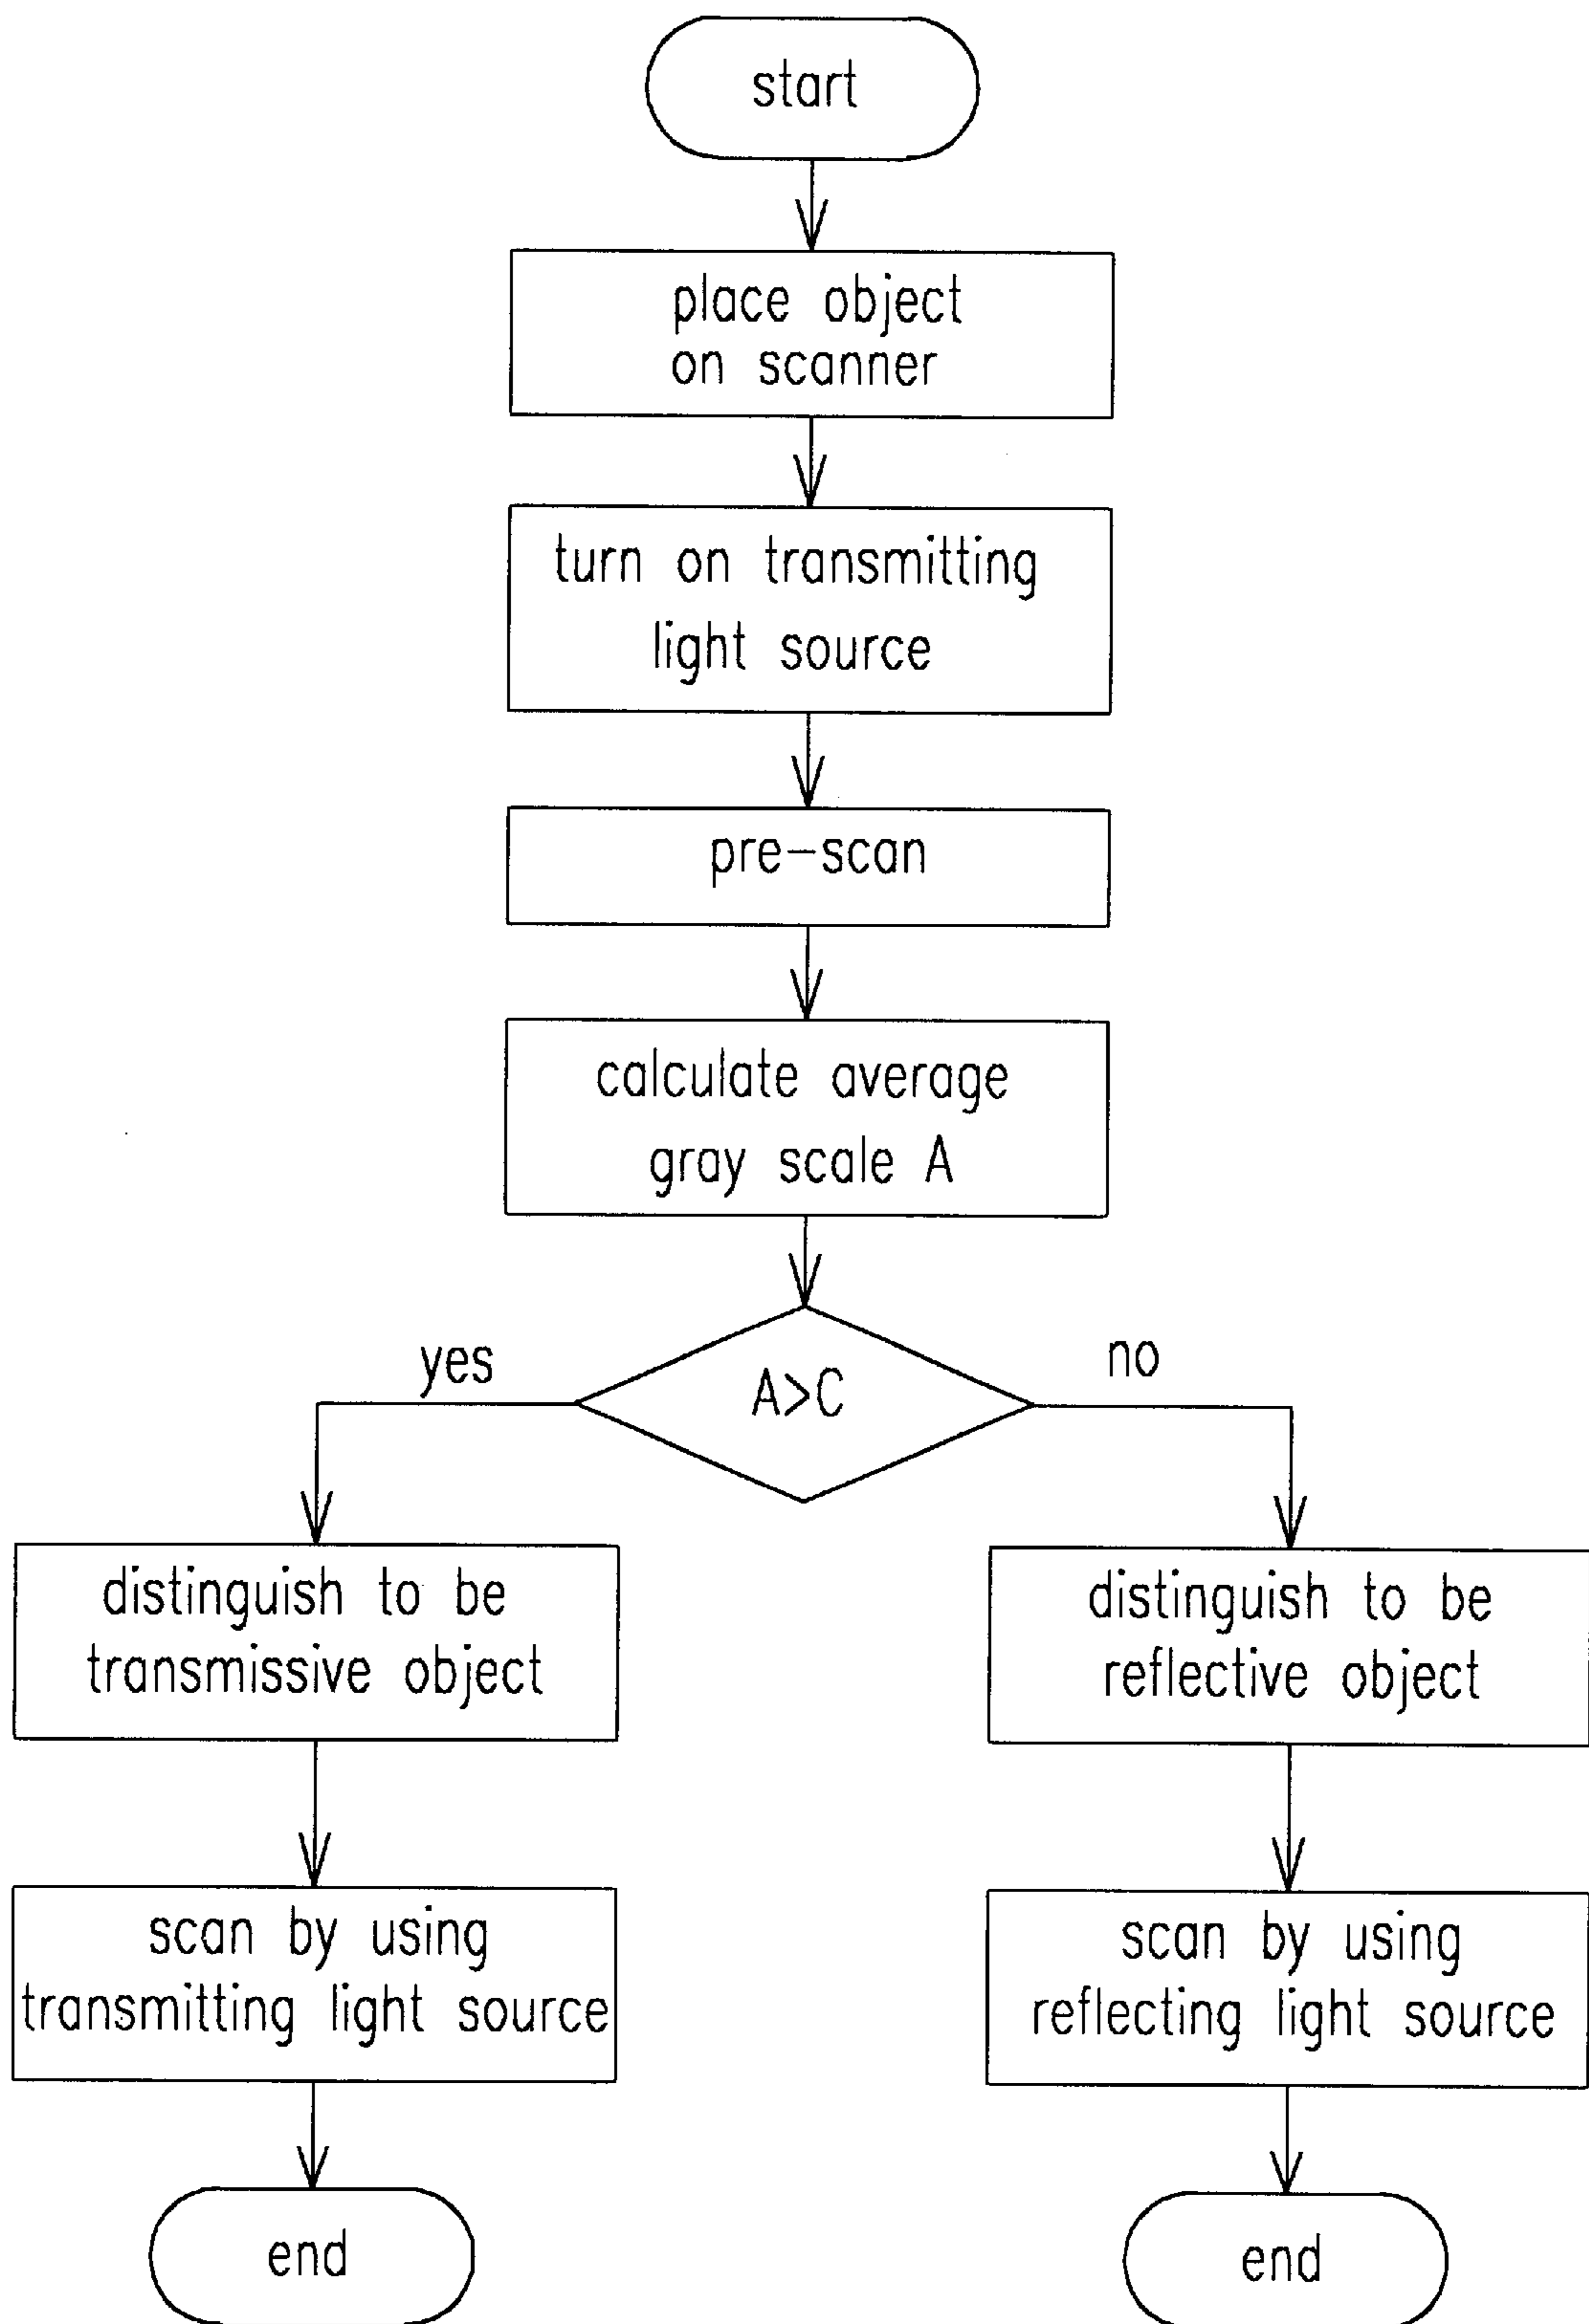 start
place object
on scanner
turn on transmitting
light source
pre-scan
calculate average
gray scale A
A>C
yes
no
distinguish to be
transmissive object
distinguish to be
reflective object
scan by using
transmitting light source
scan by using
reflecting light source
end
end